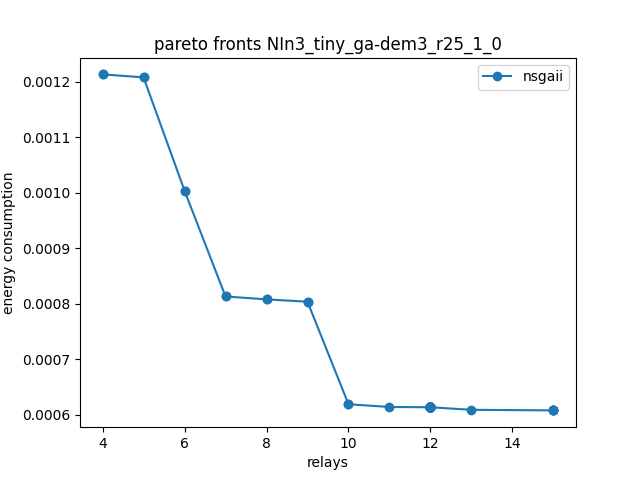 pareto fronts NIn3_tiny_ga-dem3_r25_1_0
nsgaii
energy consumption
0.0012
0.0011
0.0010
0.0009
0.0008
0.0007
0.0006
4 6 8 10 12 14
relays